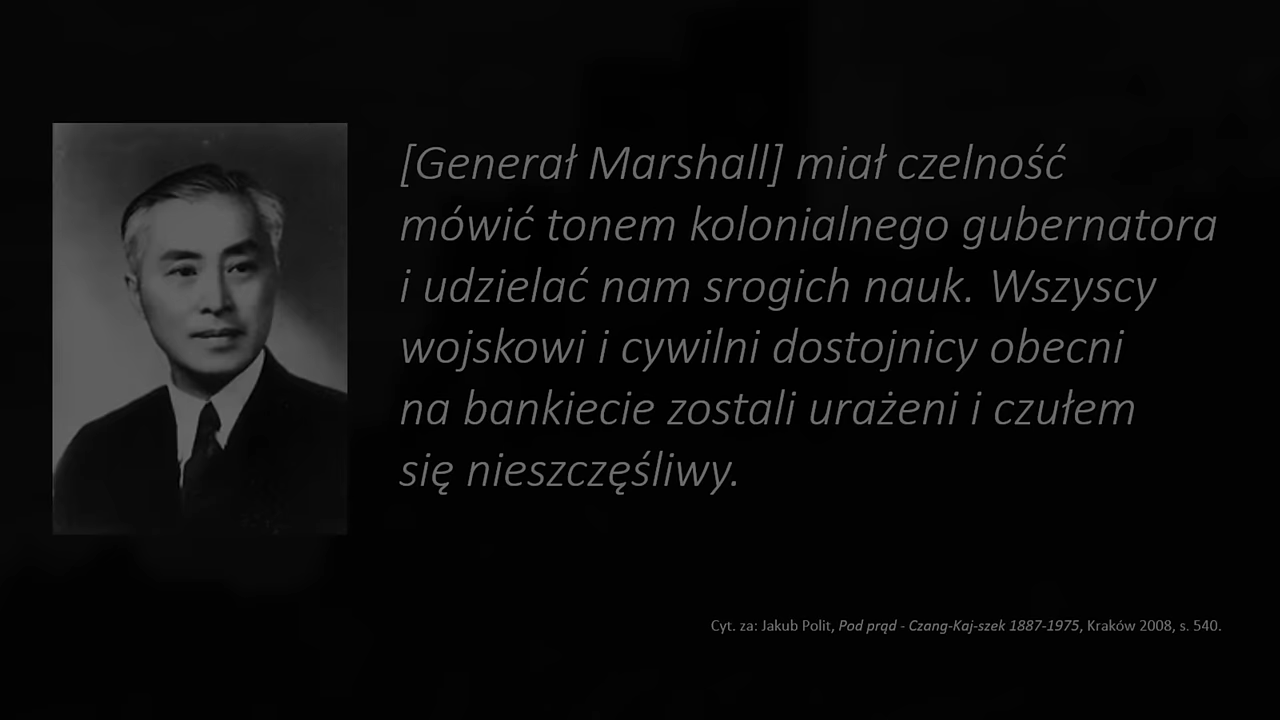 [Generał Marshall] miał czelność
mówić tonem kolonialnego gubernatora
i udzielać nam srogich nauk. Wszyscy
wojskowi i cywilni dostojnicy obecni
na bankiecie zostali urażeni i czułem
się nieszczęśliwy.
Cyt. za: Jakub Polit, Pod prąd - Czang-Kaj-szek 1887-1975, Kraków 2008, s. 540.